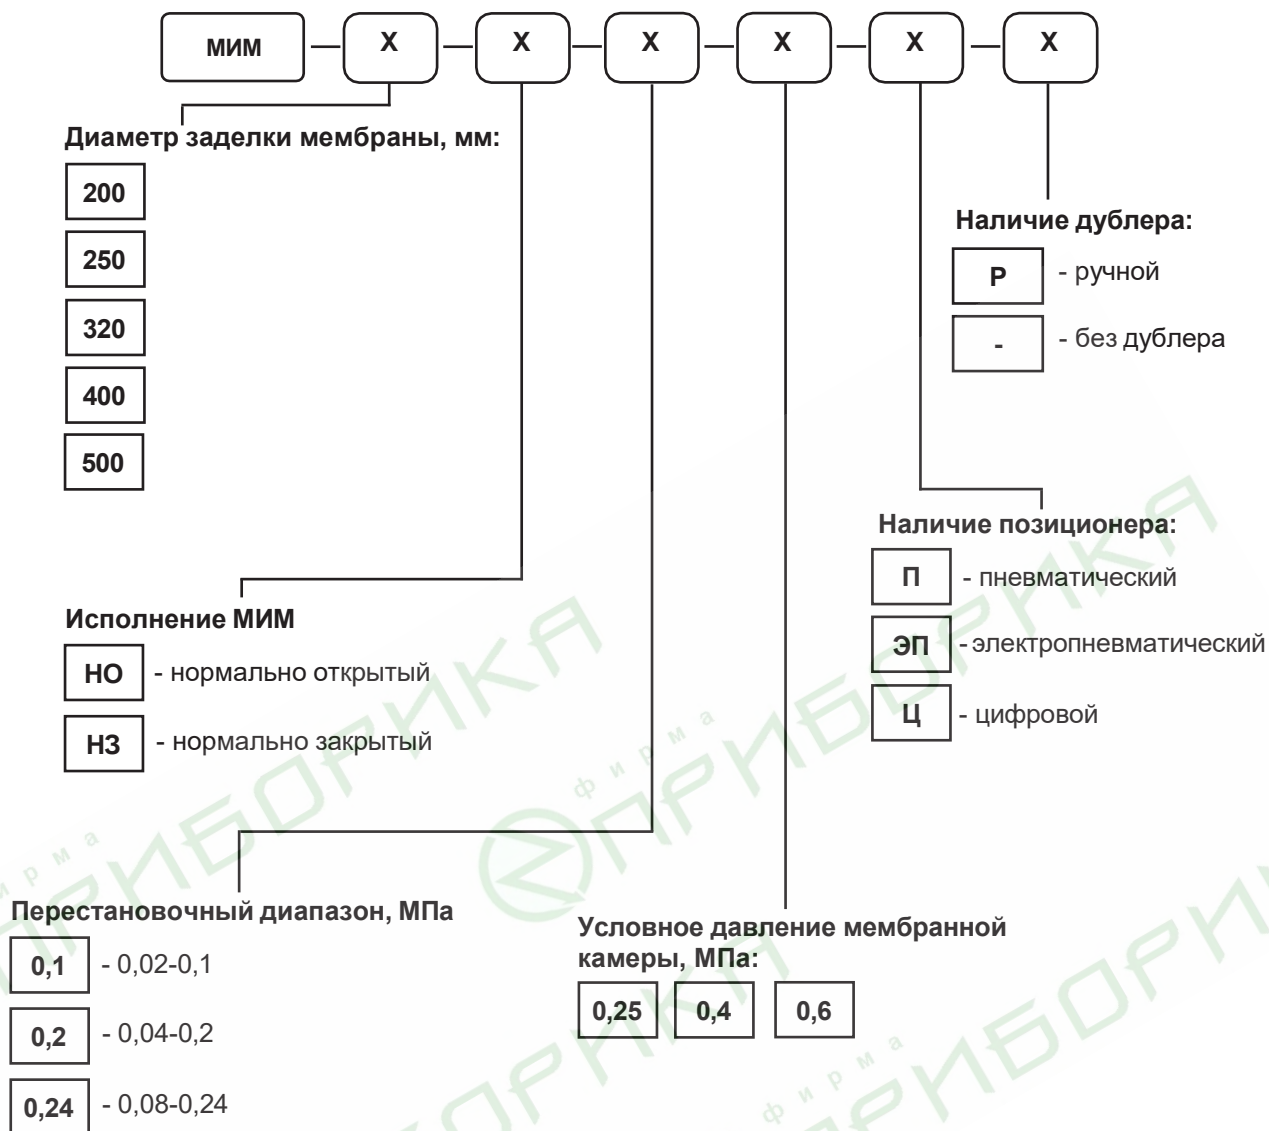 МИМ – X – X – X – X – X – X
Диаметр заделки мембраны, мм:
200
250
320
400
500
Наличие дублера:
Р - ручной
- - без дублера
Наличие позиционера:
П - пневматический
ЭП - электропневматический
Ц - цифровой
Исполнение МИМ
НО - нормально открытый
НЗ - нормально закрытый
Перестановочный диапазон, МПа
0,1 - 0,02-0,1
0,2 - 0,04-0,2
0,24 - 0,08-0,24
Условное давление мембранной
камеры, МПа:
0,25 0,4 0,6
фирма
ПРИБОРИКА